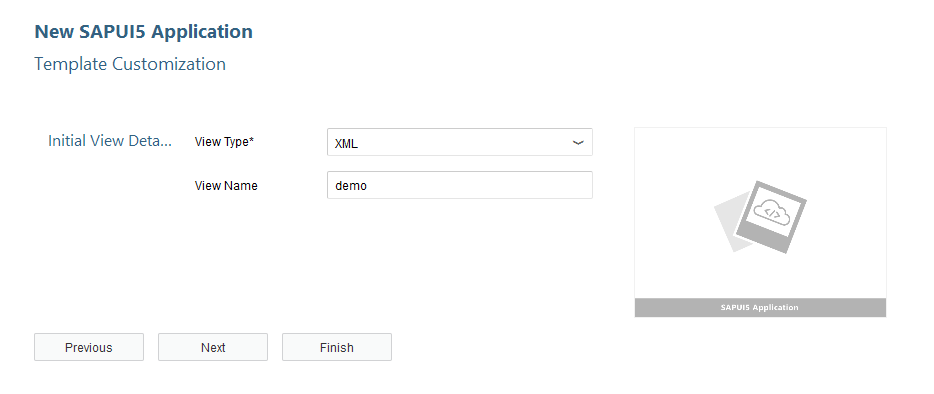 New SAPUI5 Application
Template Customization
Initial View Deta... View Type* XML
View Name demo
SAPUI5 Application
Previous Next Finish